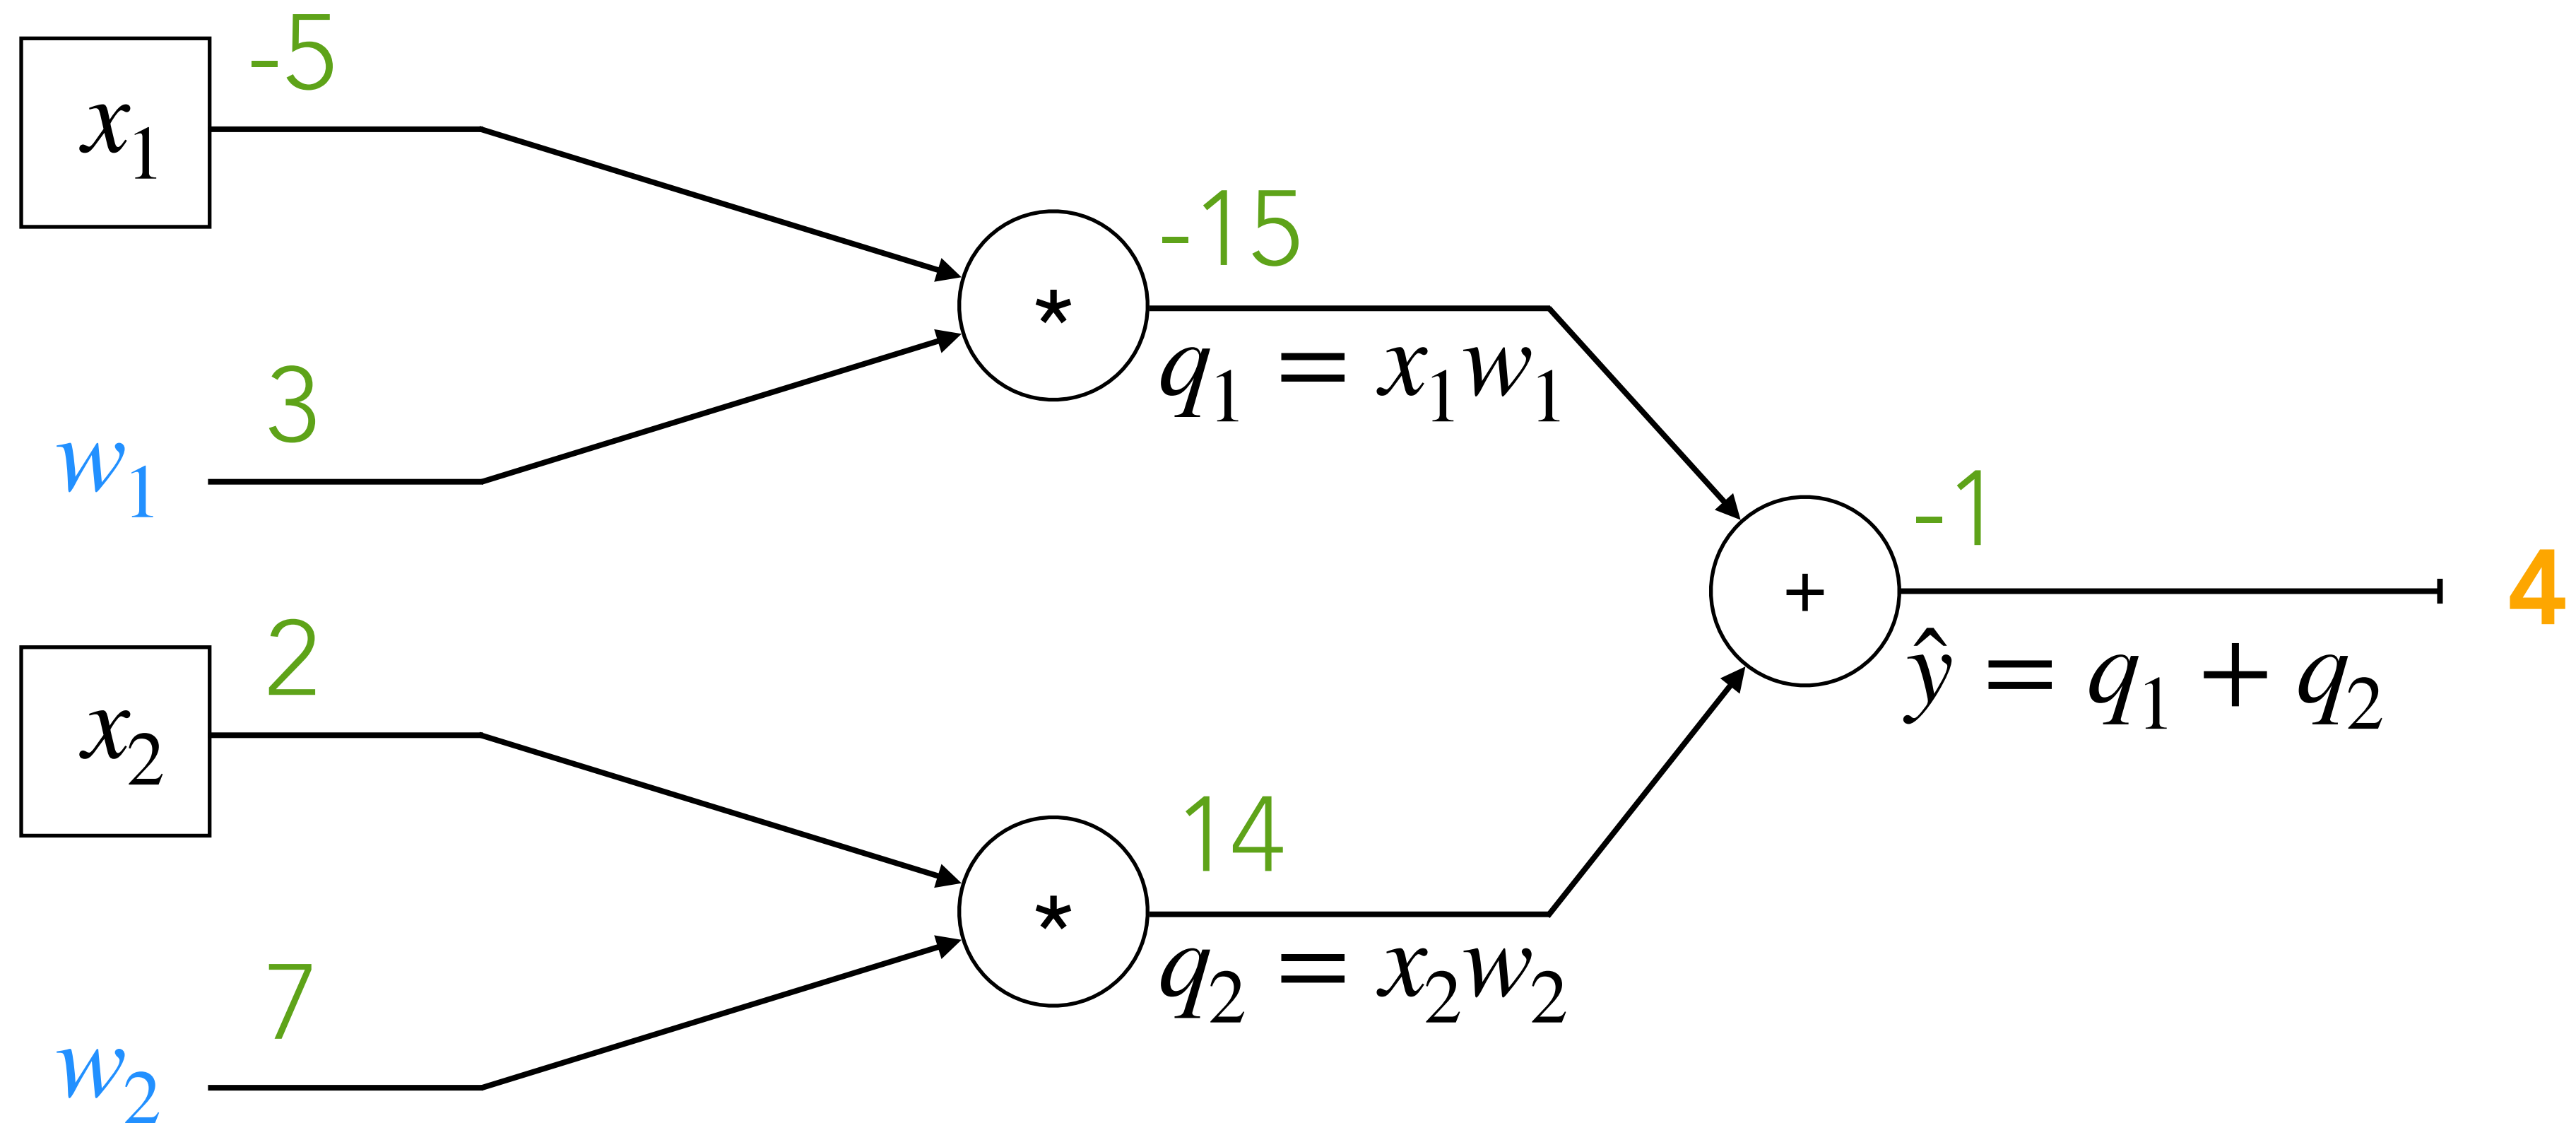 -5
x₁
-15
*
q₁ = x₁w₁
3
w₁
-1
+
4
ŷ = q₁ + q₂
2
x₂
14
*
q₂ = x₂w₂
7
w₂